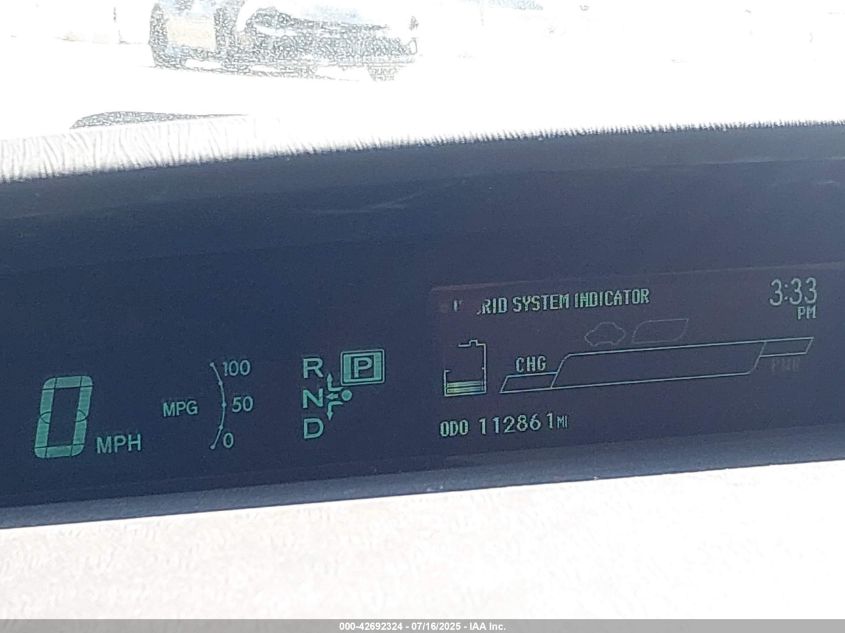 SYSTEM INDICATOR
3:33
PM
100
R P
CHG
PWR
MPG 50
N
0 MPH
0
D
ODO 112861 MI
000-42692324 - 07/16/2025 - IAA Inc.